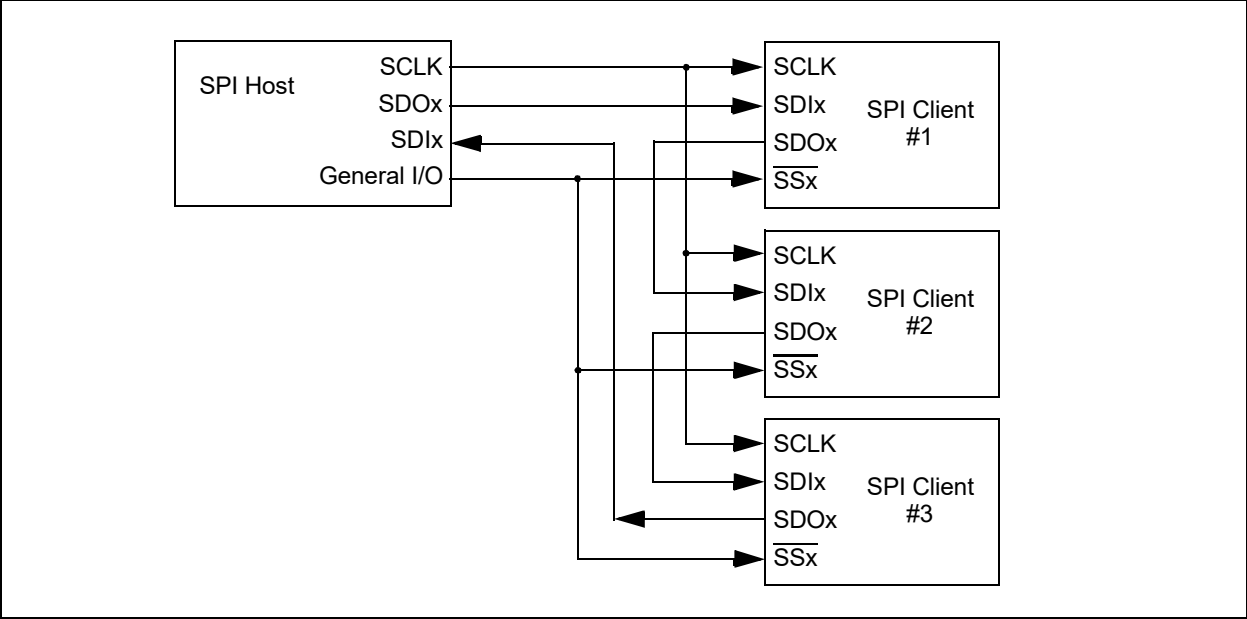 SPI Host
SCLK
SDOx
SDIx
General I/O
SCLK
SDIx
SDOx
SSx
SPI Client
#1
SCLK
SDIx
SDOx
SSx
SPI Client
#2
SCLK
SDIx
SDOx
SSx
SPI Client
#3